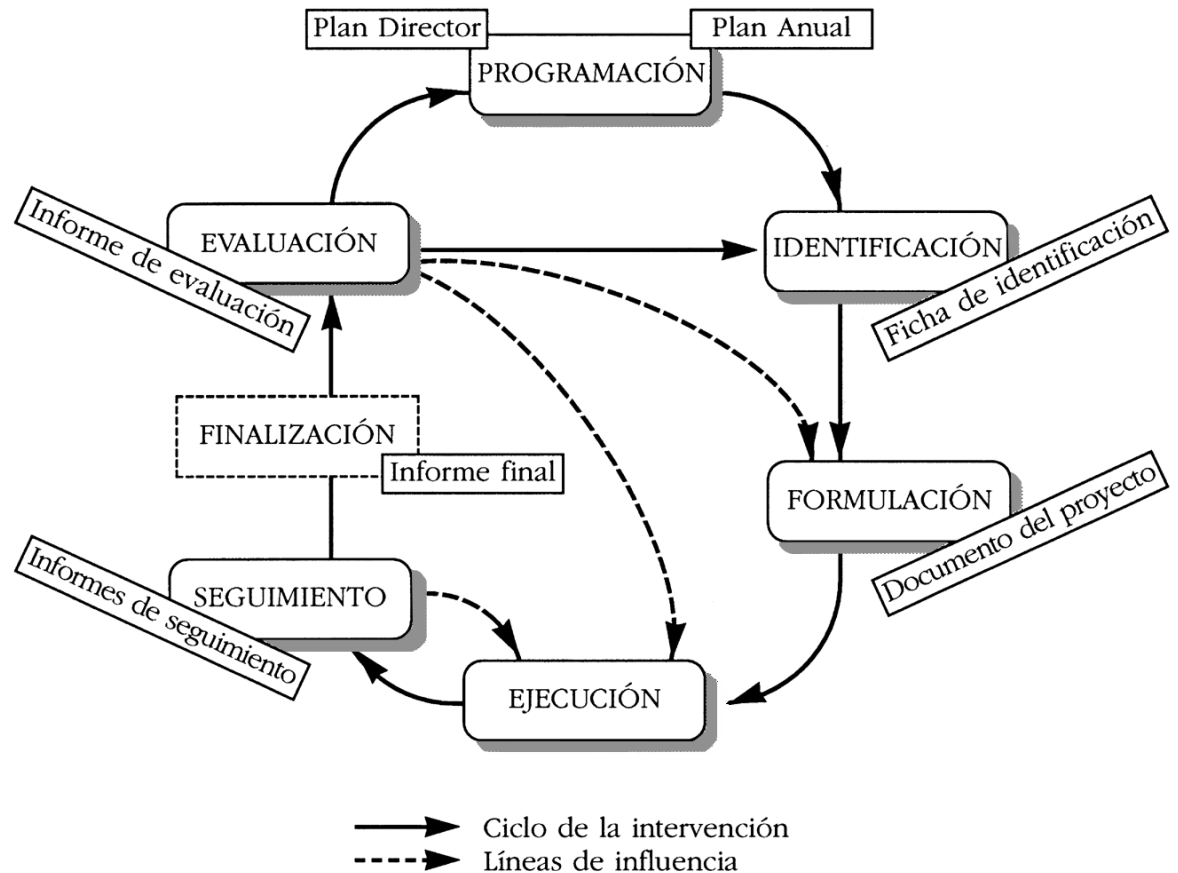 Plan Director
Plan Anual
PROGRAMACIÓN
EVALUACIÓN
Informe de evaluación
IDENTIFICACIÓN
Ficha de identificación
FINALIZACIÓN
Informe final
FORMULACIÓN
Documento del proyecto
SEGUIMIENTO
Informes de seguimiento
EJECUCIÓN
Ciclo de la intervención
Líneas de influencia